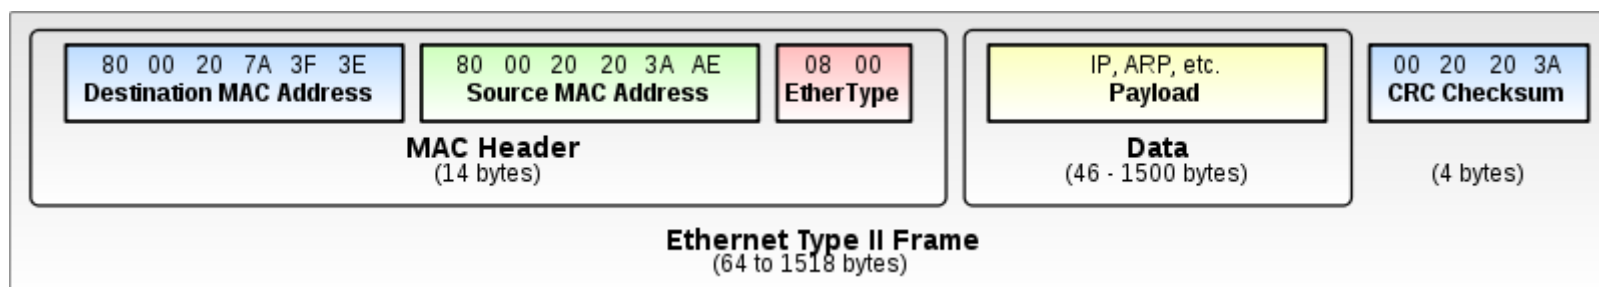 80 00 20 7A 3F 3E
Destination MAC Address
80 00 20 20 3A AE
Source MAC Address
08 00
EtherType
MAC Header
(14 bytes)
IP, ARP, etc.
Payload
Data
(46 - 1500 bytes)
00 20 20 3A
CRC Checksum
(4 bytes)
Ethernet Type II Frame
(64 to 1518 bytes)